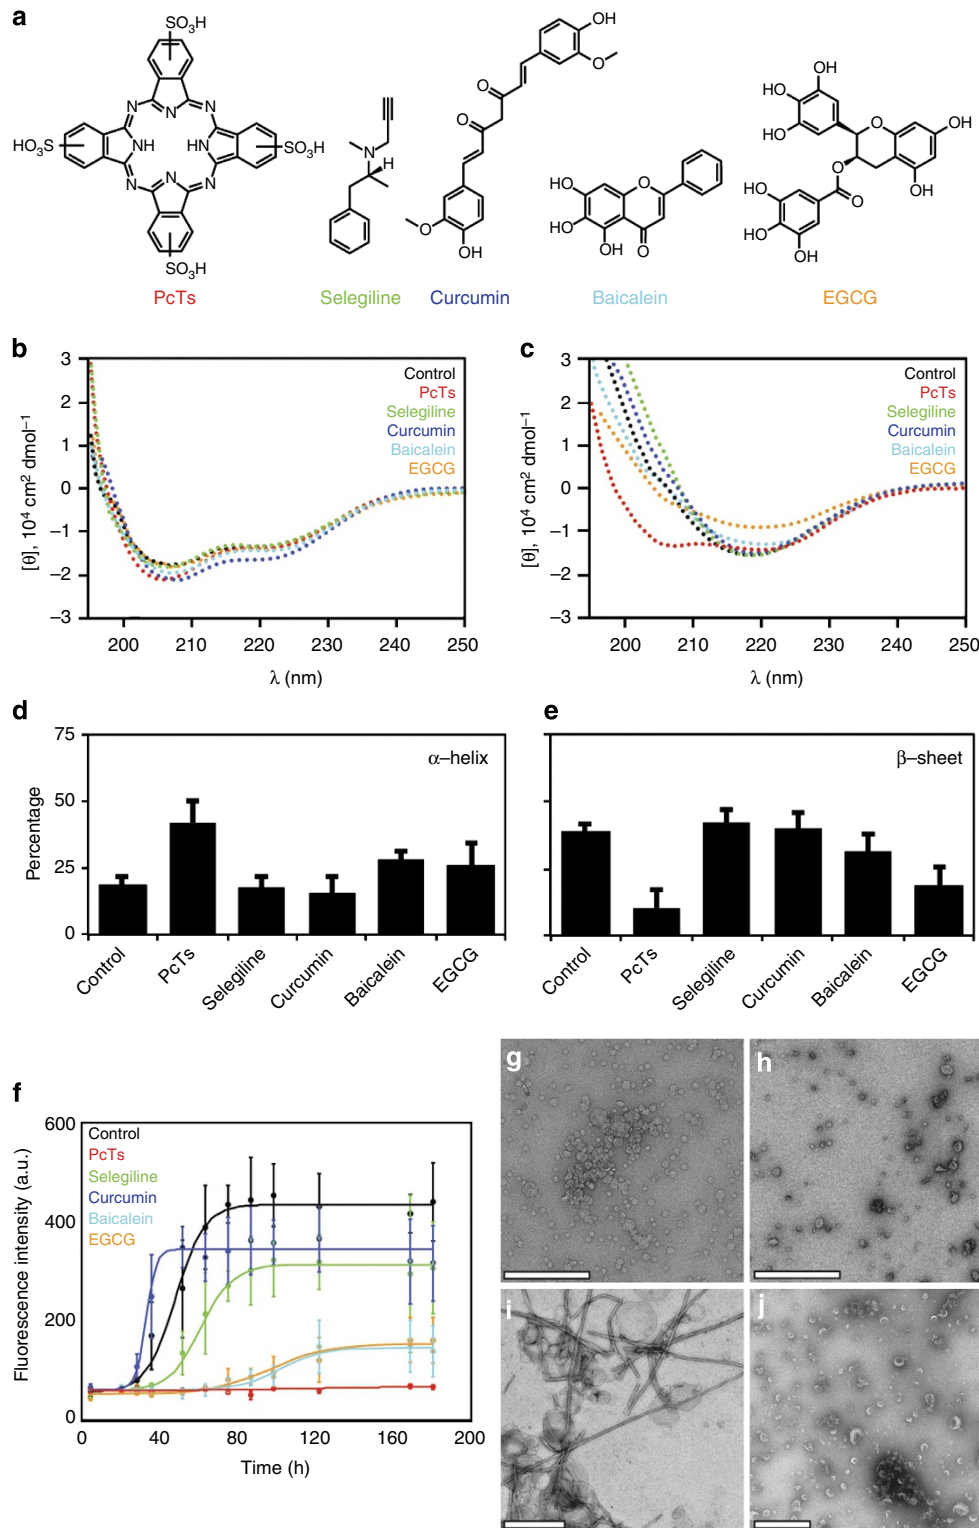 a
SO3H
N
N
N
HO3S
NH
HN
SO3H
N
N
N
SO3H
N
H
OH
O
O
O
O
OH
HO
HO
OH
O
O
OH
HO
HO
O
OH
O
OH
OH
HO
HO
OH
O
PcTs
Selegiline
Curcumin
Baicalein
EGCG
b
[θ], 10⁴ cm² dmol⁻¹
3
2
1
0
–1
–2
–3
Control
PcTs
Selegiline
Curcumin
Baicalein
EGCG
200 210 220 230 240 250
λ (nm)
c
[θ], 10⁴ cm² dmol⁻¹
3
2
1
0
–1
–2
–3
Control
PcTs
Selegiline
Curcumin
Baicalein
EGCG
200 210 220 230 240 250
λ (nm)
d
Percentage
75
50
25
0
α–helix
Control
PcTs
Selegiline
Curcumin
Baicalein
EGCG
e
β–sheet
Control
PcTs
Selegiline
Curcumin
Baicalein
EGCG
f
Fluorescence intensity (a.u.)
600
400
200
0
Control
PcTs
Selegiline
Curcumin
Baicalein
EGCG
0 40 80 120 160 200
Time (h)
g
h
i
j